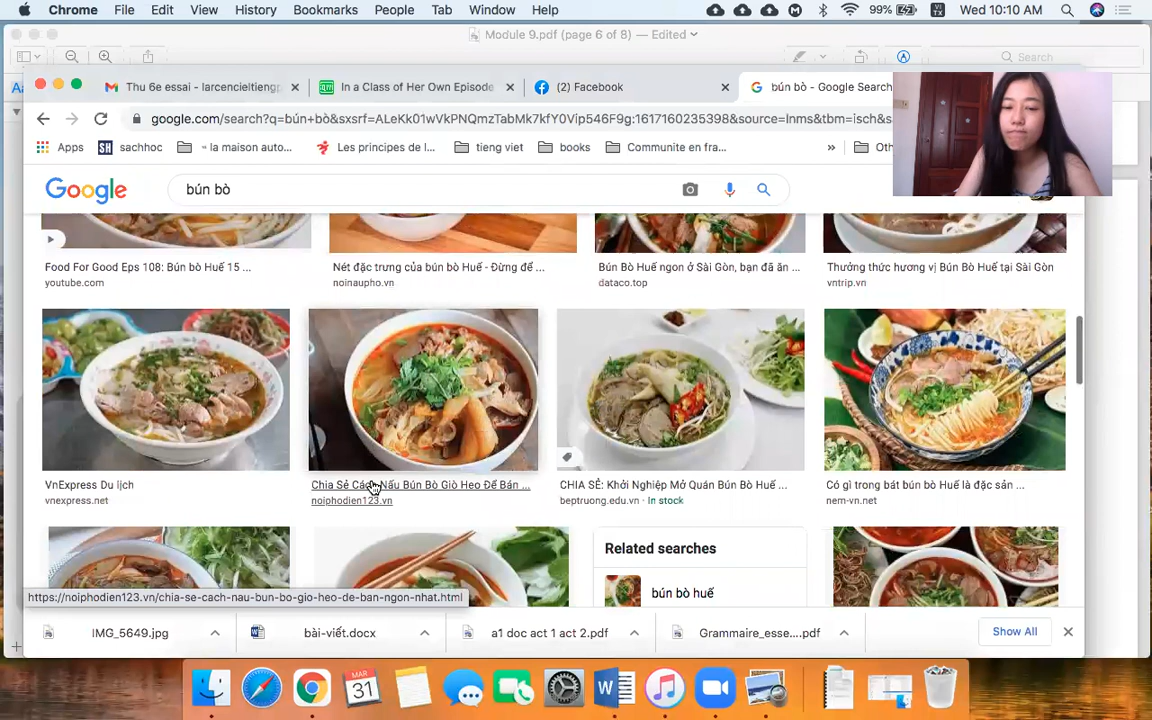 Chrome File Edit View History Bookmarks People Tab Window Help 99% VI TX Wed 10:10 AM
Module 9.pdf (page 6 of 8) — Edited
Search
Thu 6e essai - larcencieltieng In a Class of Her Own Episode (2) Facebook bún bò - Google Search
google.com/search?q=bún+bò&sxsrf=ALeKk01wVkPNQmzTabMk7kfY0Vip546F9g:1617160235398&source=lnms&tbm=isch&s
Apps SH sachhoc « la maison auto... Les principes de l... tieng viet books Communite en fra... » Oth
Google bún bò
Food For Good Eps 108: Bún bò Huế 15 ... Nét đặc trưng của bún bò Huế - Đừng để ... Bún Bò Huế ngon ở Sài Gòn, bạn đã ăn ... Thưởng thức hương vị Bún Bò Huế tại Sài Gòn
youtube.com noinaupho.vn dataco.top vntrip.vn
VnExpress Du lịch Chia Sẻ Các Nấu Bún Bò Giò Heo Để Bán ... CHIA SẺ: Khởi Nghiệp Mở Quán Bún Bò Huế ... Có gì trong bát bún bò Huế là đặc sản ...
vnexpress.net noiphodien123.vn beptruong.edu.vn · In stock nem-vn.net
Related searches
bún bò huế
https://noiphodien123.vn/chia-se-cach-nau-bun-bo-gio-heo-de-ban-ngon-nhat.html
IMG_5649.jpg bài-viết.docx a1 doc act 1 act 2.pdf Grammaire_esse....pdf Show All
MAR
31